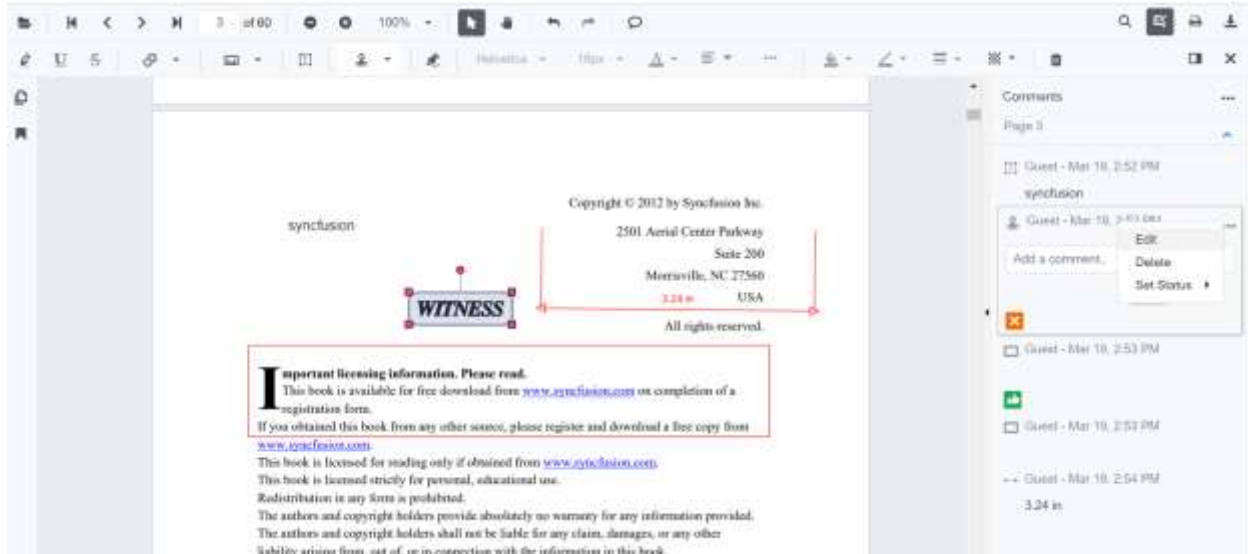 3 of 60
100%
Helvetica
16px
Comments
Page 3
Guest - Mar 19, 2:52 PM
syncfusion
Guest - Mar 19,
Edit
Add a comment..
Delete
Set Status
Guest - Mar 19, 2:53 PM
Guest - Mar 19, 2:53 PM
Guest - Mar 19, 2:54 PM
3.24 in
syncfusion
Copyright © 2012 by Syncfusion Inc.
2501 Aerial Center Parkway
Suite 200
Morrisville, NC 27560
3.24 in
USA
WITNESS
All rights reserved.
Important licensing information. Please read.
This book is available for free download from www.syncfusion.com on completion of a
registration form.
If you obtained this book from any other source, please register and download a free copy from
www.syncfusion.com.
This book is licensed for reading only if obtained from www.syncfusion.com.
This book is licensed strictly for personal, educational use.
Redistribution in any form is prohibited.
The authors and copyright holders provide absolutely no warranty for any information provided.
The authors and copyright holders shall not be liable for any claim, damages, or any other
liability arising from, out of, or in connection with the information in this book.